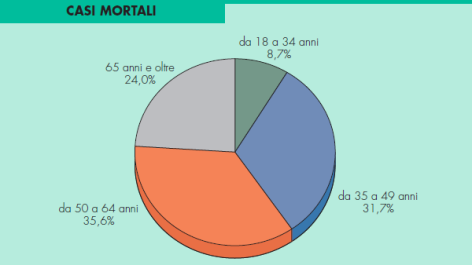 CASI MORTALI
da 18 a 34 anni
8,7%
65 anni e oltre
24,0%
da 35 a 49 anni
31,7%
da 50 a 64 anni
35,6%